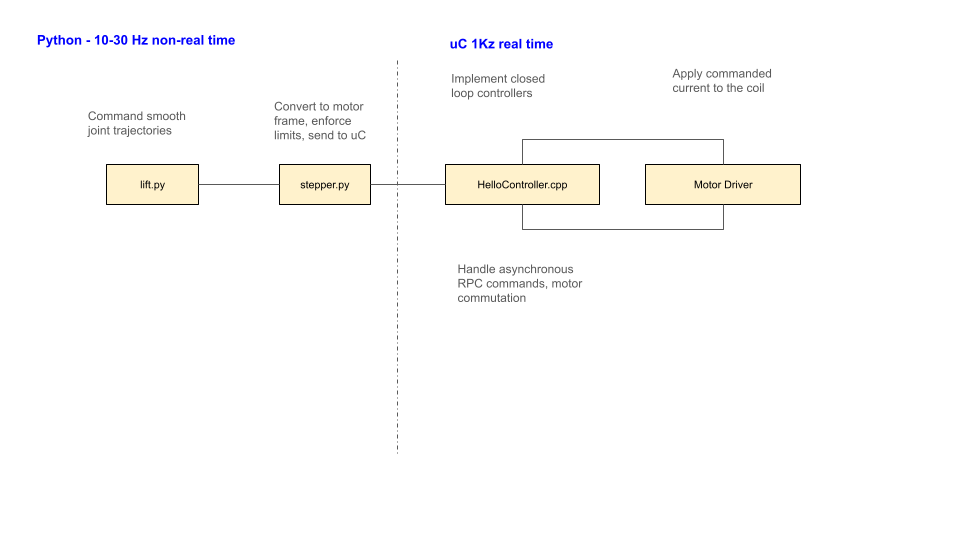 Python - 10-30 Hz non-real time
uC 1Kz real time
Command smooth
joint trajectories
Convert to motor
frame, enforce
limits, send to uC
Implement closed
loop controllers
Apply commanded
current to the coil
lift.py
stepper.py
HelloController.cpp
Motor Driver
Handle asynchronous
RPC commands, motor
commutation